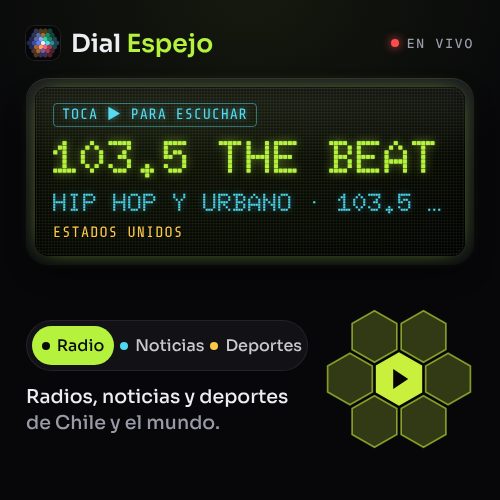 Dial Espejo
EN VIVO
TOCA ▶ PARA ESCUCHAR
103.5 THE BEAT
HIP HOP Y URBANO · 103.5 …
ESTADOS UNIDOS
Radio
Noticias
Deportes
Radios, noticias y deportes
de Chile y el mundo.